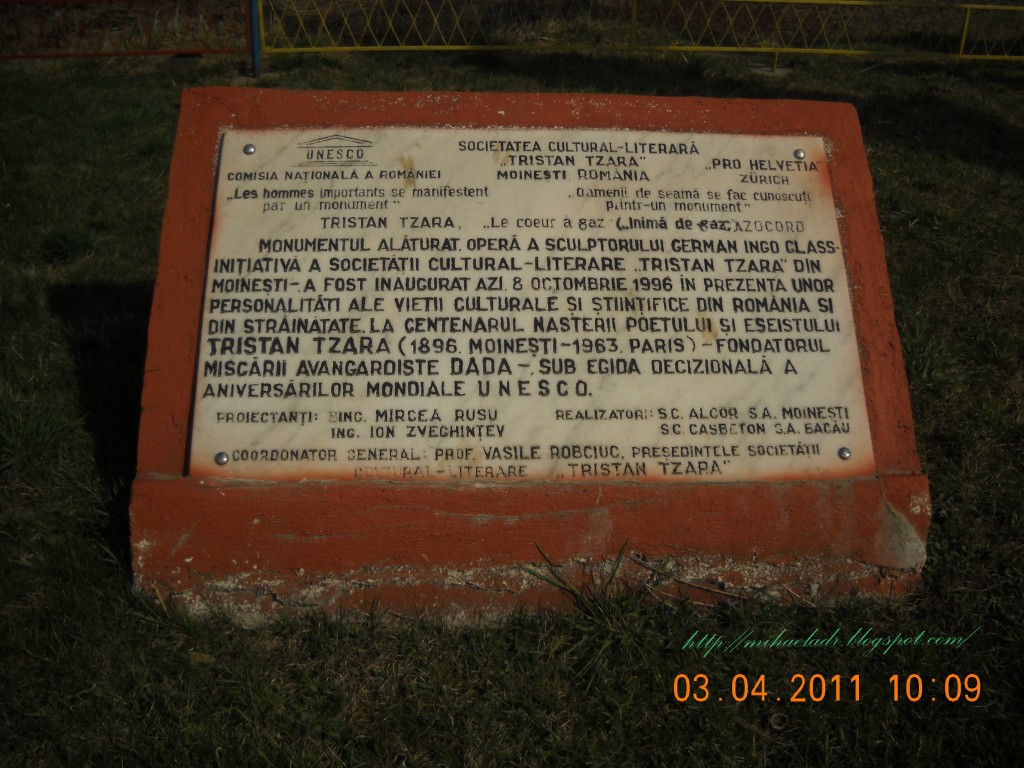 UNESCO
COMISIA NAȚIONALĂ A ROMÂNIEI
SOCIETATEA CULTURAL-LITERARĂ
„TRISTAN TZARA"
MOINEȘTI ROMÂNIA
„PRO HELVEȚIA"
ZÜRICH
„Les hommes importants se manifestent
par un monument"
„oamenii de seamă se fac cunoscuți
printr-un monument"
TRISTAN TZARA, „Le coeur à gaz („Inimă de gaz, AZOCORD
MONUMENTUL ALĂTURAT, OPERĂ A SCULPTORULUI GERMAN INGO GLASS-
INIȚIATIVĂ A SOCIETĂȚII CULTURAL-LITERARE „TRISTAN TZARA" DIN
MOINEȘTI-, A FOST INAUGURAT AZI, 8 OCTOMBRIE 1996 ÎN PREZENȚA UNOR
PERSONALITĂȚI ALE VIEȚII CULTURALE ȘI ȘTIINȚIFICE DIN ROMÂNIA SI
DIN STRĂINATATE, LA CENTENARUL NAȘTERII POETULUI ȘI ESEISTULUI
TRISTAN TZARA (1896, MOINEȘTI-1963, PARIS) - FONDATORUL
MIȘCĂRII AVANGARDISTE DADA -, SUB EGIDA DECIZIONALĂ A
ANIVERSĂRILOR MONDIALE UNESCO.
PROIECTANȚI: ING. MIRCEA RUSU
ING. ION ZVEGHINȚEV
REALIZATORI: S.C. ALCOR S.A. MOINEȘTI
S.C. CASBETON S.A. BACĂU
COORDONATOR GENERAL: PROF. VASILE ROBCIUC, PREȘEDINTELE SOCIETĂȚII
CULTURAL-LITERARE „TRISTAN TZARA"
http://mihaeladr.blogspot.com/
03.04.2011 10:09